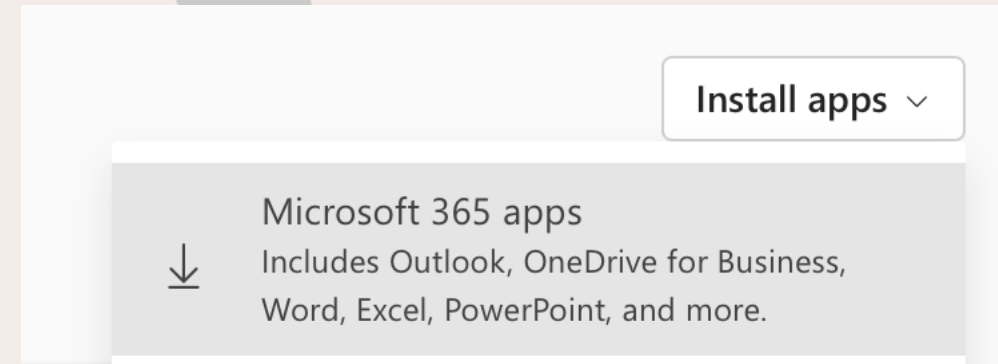 Install apps
Microsoft 365 apps
Includes Outlook, OneDrive for Business,
Word, Excel, PowerPoint, and more.